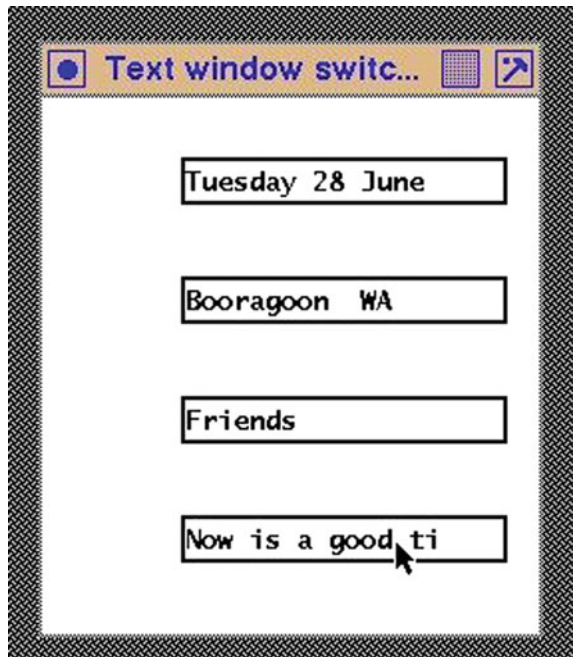 Text window switc...
Tuesday 28 June
Booragoon  WA
Friends
Now is a good ti